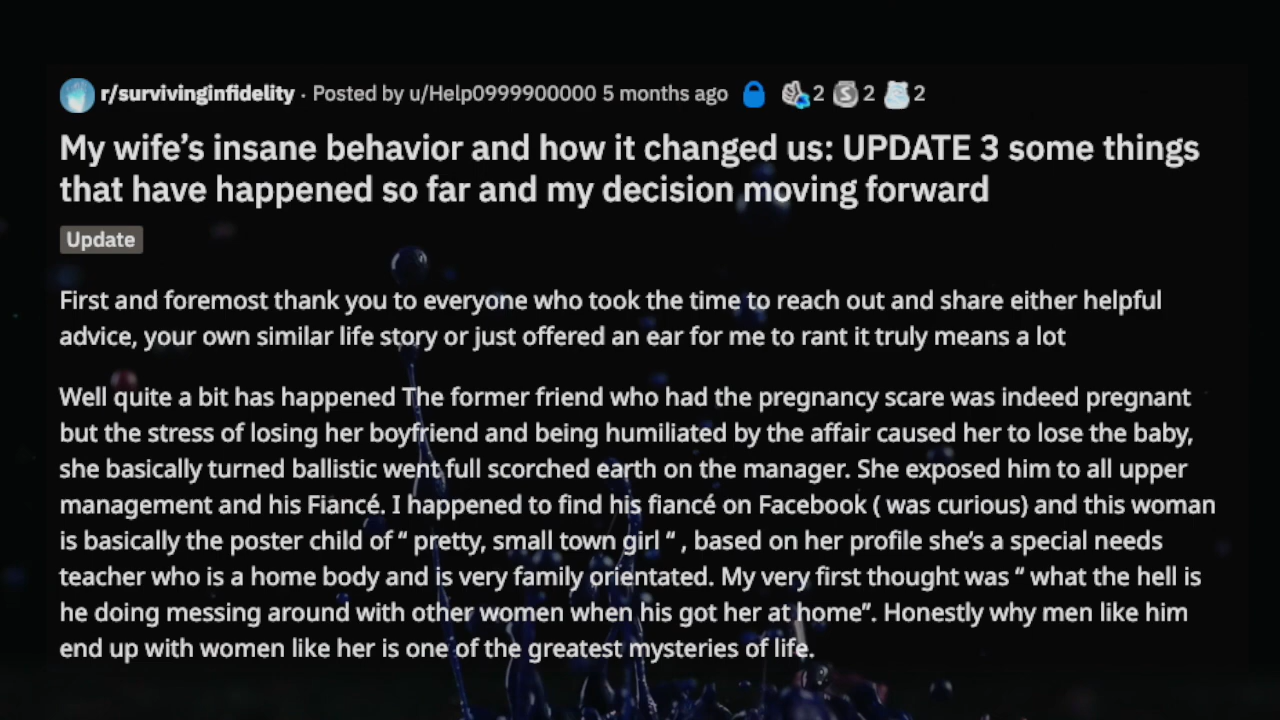 r/survivinginfidelity · Posted by u/Help0999900000 5 months ago 2 2 2
My wife’s insane behavior and how it changed us: UPDATE 3 some things
that have happened so far and my decision moving forward
Update
First and foremost thank you to everyone who took the time to reach out and share either helpful
advice, your own similar life story or just offered an ear for me to rant it truly means a lot
Well quite a bit has happened The former friend who had the pregnancy scare was indeed pregnant
but the stress of losing her boyfriend and being humiliated by the affair caused her to lose the baby,
she basically turned ballistic went full scorched earth on the manager. She exposed him to all upper
management and his Fiancé. I happened to find his fiancé on Facebook ( was curious) and this woman
is basically the poster child of “ pretty, small town girl “ , based on her profile she’s a special needs
teacher who is a home body and is very family orientated. My very first thought was “ what the hell is
he doing messing around with other women when his got her at home”. Honestly why men like him
end up with women like her is one of the greatest mysteries of life.